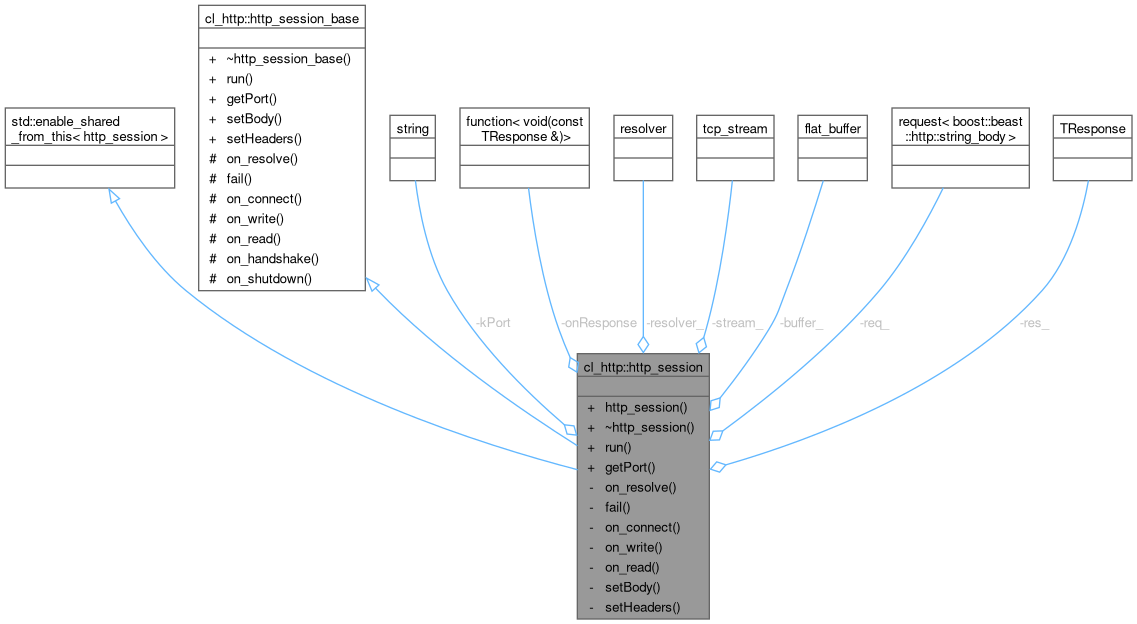 cl_http::http_session_base
+ ~http_session_base()
+ run()
+ getPort()
+ setBody()
+ setHeaders()
# on_resolve()
# fail()
# on_connect()
# on_write()
# on_read()
# on_handshake()
# on_shutdown()
std::enable_shared
_from_this< http_session >
string
function< void(const
TResponse &)>
resolver
tcp_stream
flat_buffer
request< boost::beast
::http::string_body >
TResponse
-kPort
-onResponse
-resolver_
-stream_
-buffer_
-req_
-res_
cl_http::http_session
+ http_session()
+ ~http_session()
+ run()
+ getPort()
- on_resolve()
- fail()
- on_connect()
- on_write()
- on_read()
- setBody()
- setHeaders()